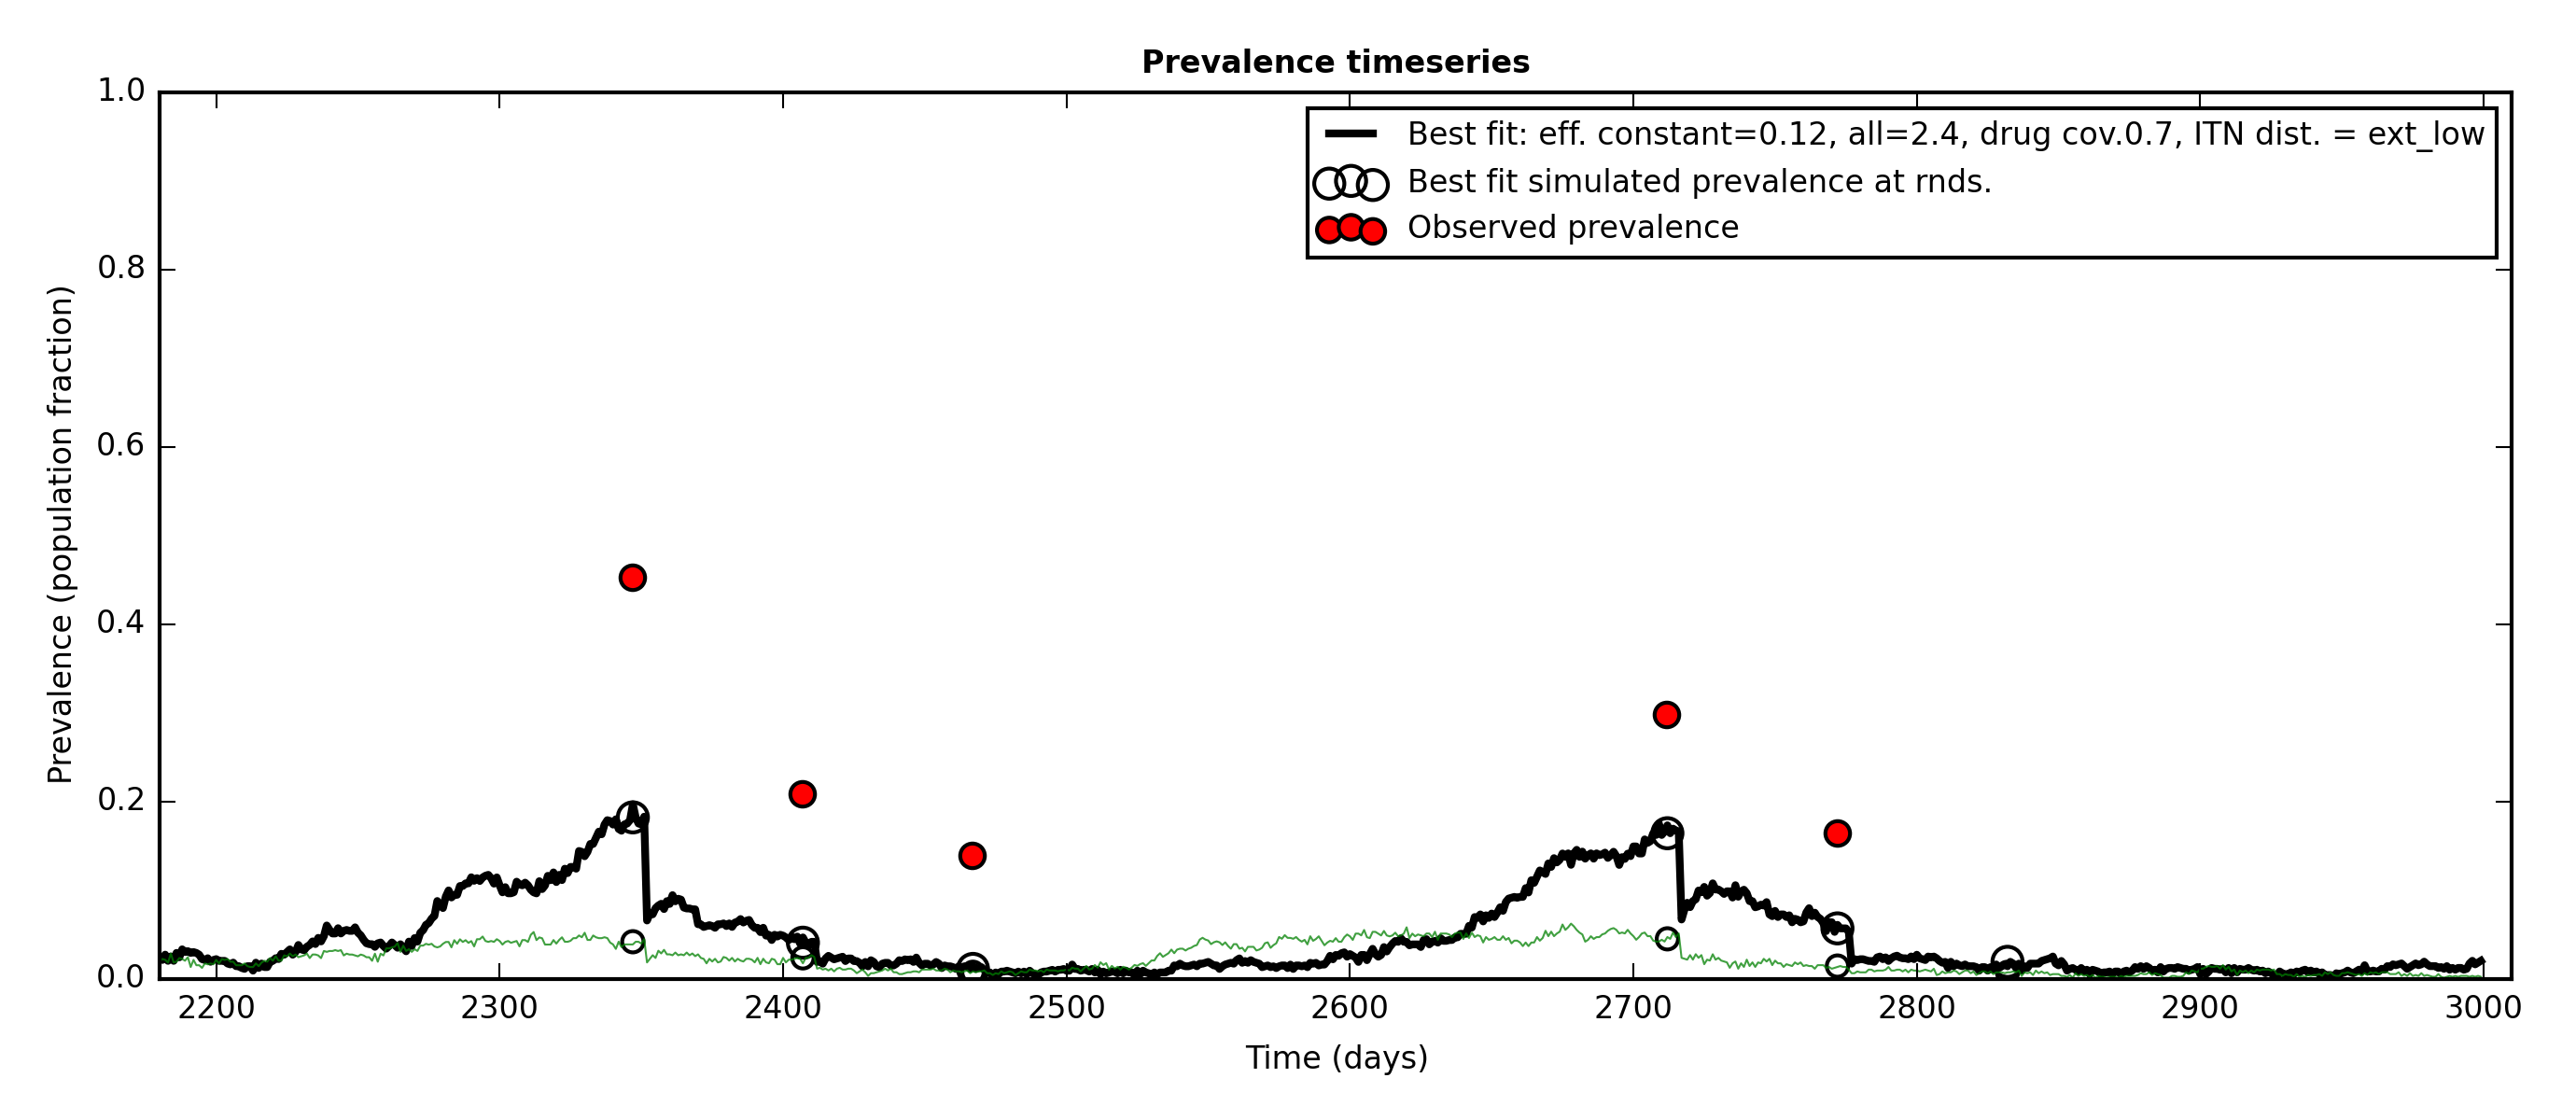 Prevalence timeseries
Best fit: eff. constant=0.12, all=2.4, drug cov.0.7, ITN dist. = ext_low
Best fit simulated prevalence at rnds.
Observed prevalence
Prevalence (population fraction)
1.0
0.8
0.6
0.4
0.2
0.0
2200 2300 2400 2500 2600 2700 2800 2900 3000
Time (days)